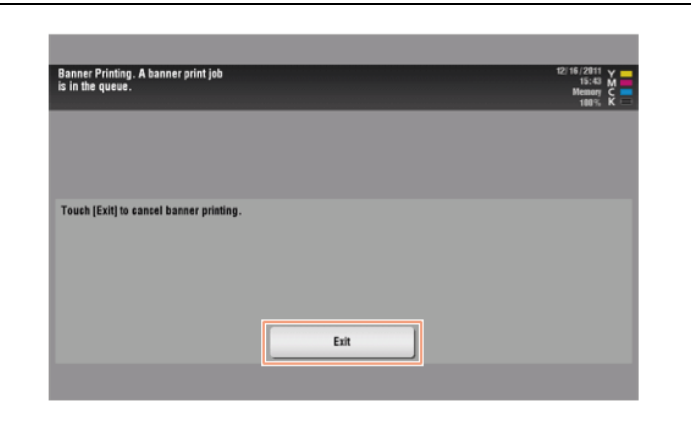 Banner Printing. A banner print job
is in the queue.
12/16/2011
15:43
Memory
100%
Y
M
C
K
Touch [Exit] to cancel banner printing.
Exit